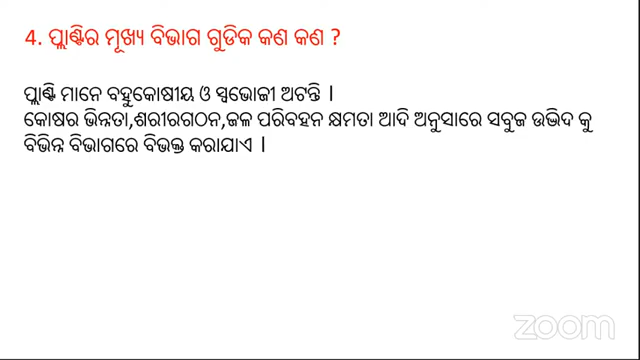 4. ପ୍ଲାଣ୍ଟିର ମୂଖ୍ୟ ବିଭାଗ ଗୁଡିକ କଣ କଣ ?
ପ୍ଲାଣ୍ଟି ମାନେ ବହୁକୋଷୀୟ ଓ ସ୍ୱଭୋଜୀ ଅଟନ୍ତି ।
କୋଷର ଭିନ୍ନତା,ଶରୀରଗଠନ,ଜଳ ପରିବହନ କ୍ଷମତା ଆଦି ଅନୁସାରେ ସବୁଜ ଉଦ୍ଭିଦ କୁ
ବିଭିନ୍ନ ବିଭାଗରେ ବିଭକ୍ତ କରାଯାଏ ।
zoom